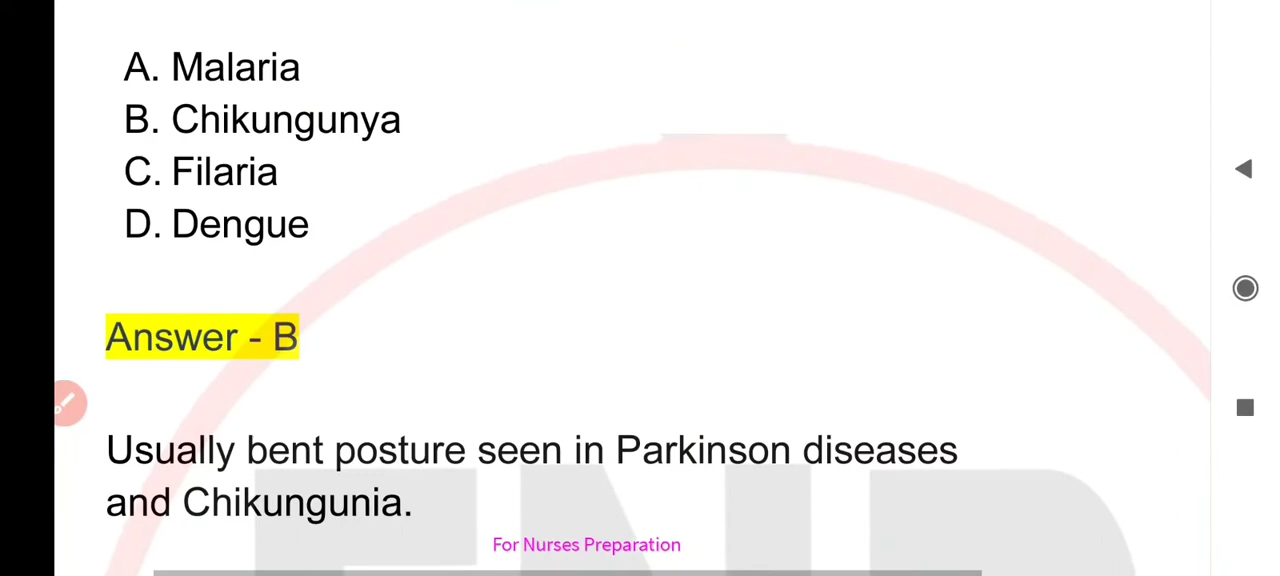 A. Malaria
B. Chikungunya
C. Filaria
D. Dengue
Answer - B
Usually bent posture seen in Parkinson diseases
and Chikungunia.
For Nurses Preparation